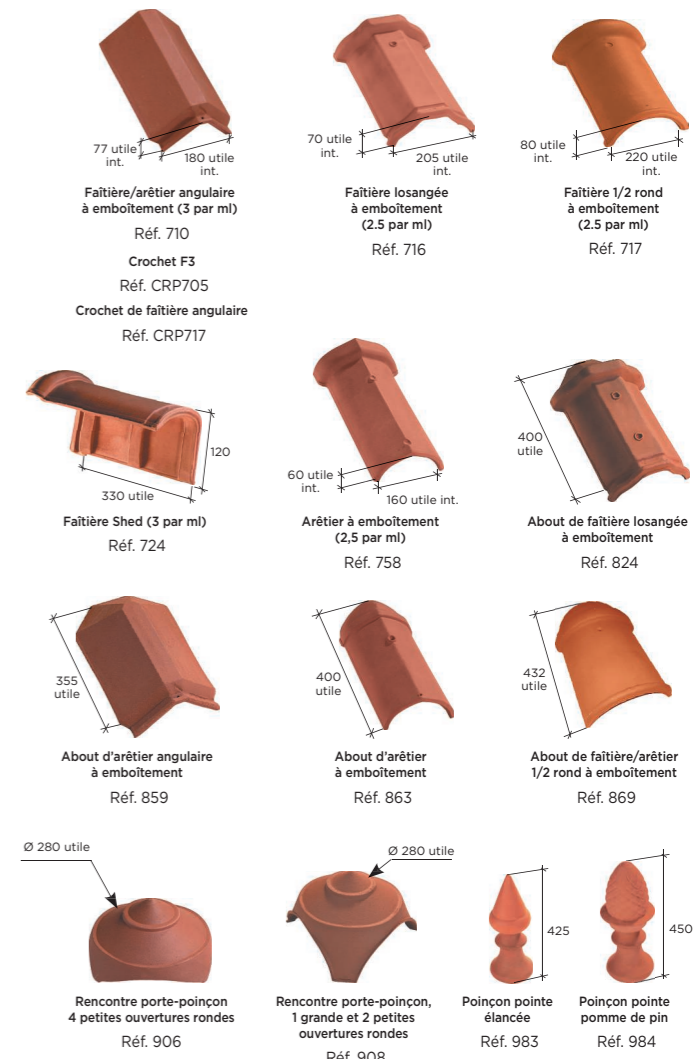 77 utile
int.
180 utile
int.
Faîtière/arêtier angulaire
à emboîtement (3 par ml)
Réf. 710
Crochet F3
Réf. CRP705
Crochet de faîtière angulaire
Réf. CRP717
70 utile
int.
205 utile
int.
Faîtière losangée
à emboîtement
(2.5 par ml)
Réf. 716
80 utile
int.
220 utile
int.
Faîtière 1/2 rond
à emboîtement
(2.5 par ml)
Réf. 717
120
330 utile
Faîtière Shed (3 par ml)
Réf. 724
60 utile
int.
160 utile int.
Arêtier à emboîtement
(2,5 par ml)
Réf. 758
400
utile
About de faîtière losangée
à emboîtement
Réf. 824
355
utile
About d'arêtier angulaire
à emboîtement
Réf. 859
400
utile
About d'arêtier
à emboîtement
Réf. 863
432
utile
About de faîtière/arêtier
1/2 rond à emboîtement
Réf. 869
Ø 280 utile
Rencontre porte-poinçon
4 petites ouvertures rondes
Réf. 906
Ø 280 utile
Rencontre porte-poinçon,
1 grande et 2 petites
ouvertures rondes
Réf. 908
425
Poinçon pointe
élancée
Réf. 983
450
Poinçon pointe
pomme de pin
Réf. 984